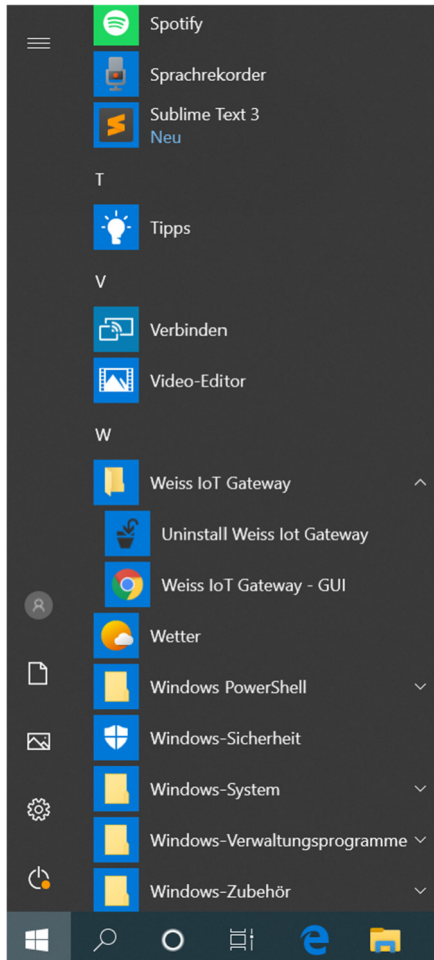 Spotify
Sprachrekorder
Sublime Text 3
Neu
T
Tipps
V
Verbinden
Video-Editor
W
Weiss IoT Gateway
Uninstall Weiss Iot Gateway
Weiss IoT Gateway - GUI
Wetter
Windows PowerShell
Windows-Sicherheit
Windows-System
Windows-Verwaltungsprogramme
Windows-Zubehör